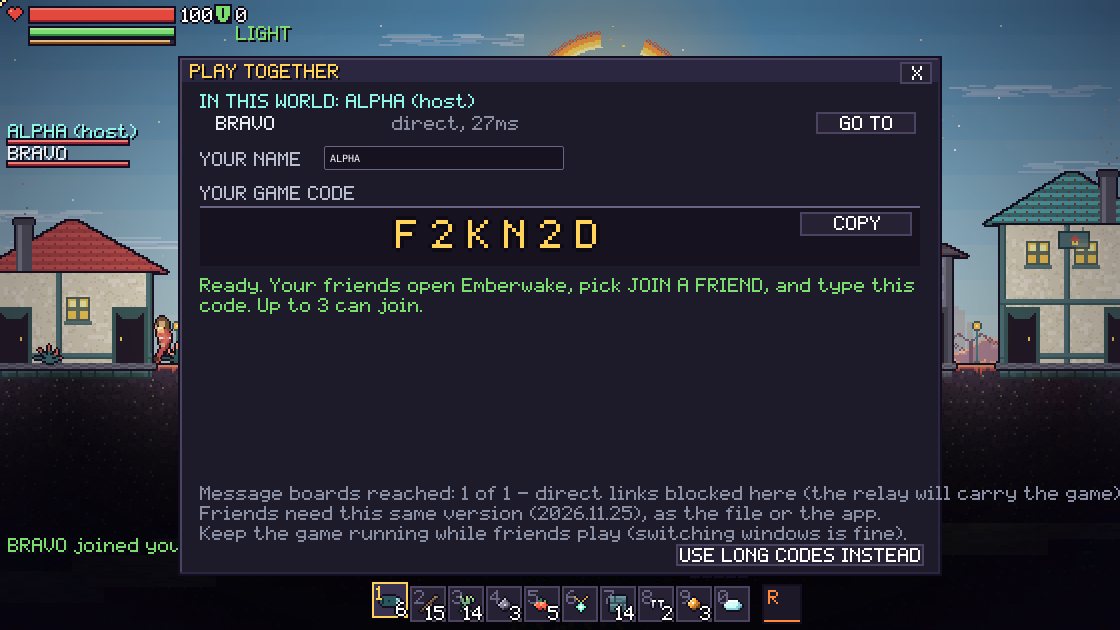 100 0
LIGHT
PLAY TOGETHER X
IN THIS WORLD: ALPHA (host)
BRAVO direct, 27ms GO TO
ALPHA (host)
BRAVO
YOUR NAME ALPHA
YOUR GAME CODE
F2KN2D COPY
Ready. Your friends open Emberwake, pick JOIN A FRIEND, and type this
code. Up to 3 can join.
Message boards reached: 1 of 1 - direct links blocked here (the relay will carry the game)
Friends need this same version (2026.11.25), as the file or the app.
Keep the game running while friends play (switching windows is fine).
BRAVO joined you
USE LONG CODES INSTEAD
1 2 3 4 5 6 7 8 9 0 R
8 15 14 3 5 14 2 3